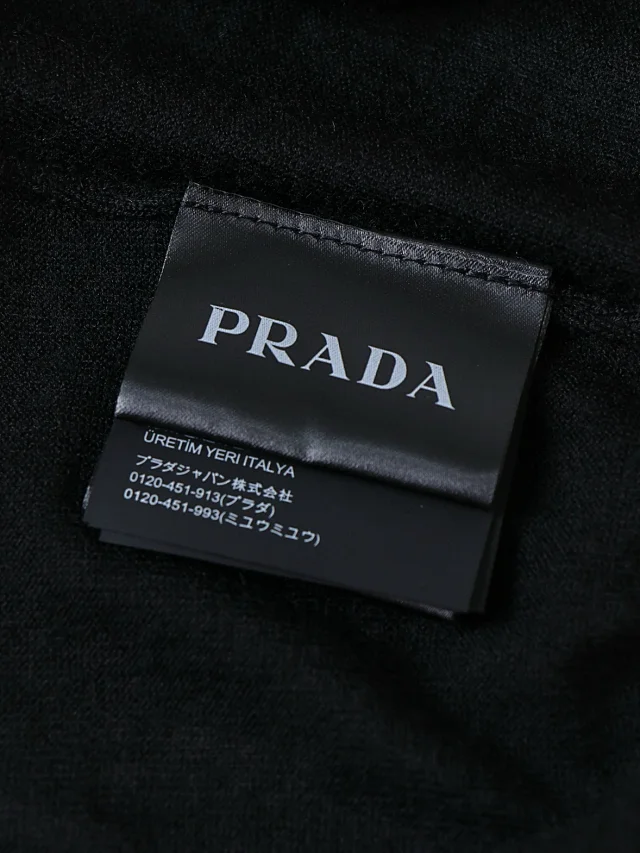 PRADA
ÜRETİM YERI ITALYA
プラダジャパン株式会社
0120-451-913(プラダ)
0120-451-993(ミュウミュウ)